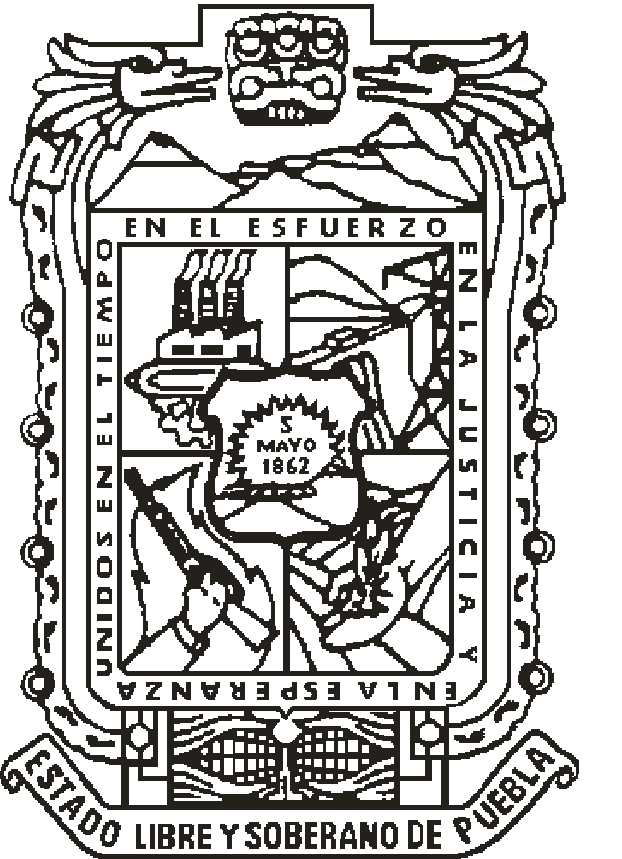 UNIDOS EN EL TIEMPO
EN EL ESFUERZO
EN LA JUSTICIA Y
EN LA ESPERANZA
5
MAYO
1862
ESTADO LIBRE Y SOBERANO DE PUEBLA